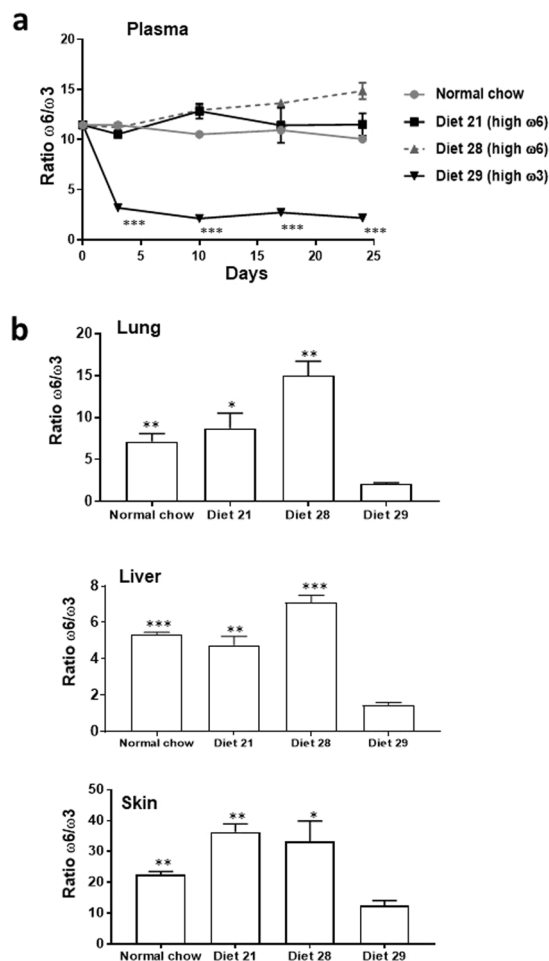 a
Plasma
20
15
10
5
0
Ratio ω6/ω3
0 5 10 15 20 25
Days
*** *** *** ***
Normal chow
Diet 21 (high ω6)
Diet 28 (high ω6)
Diet 29 (high ω3)
b
Lung
Ratio ω6/ω3
20
15
10
5
0
** * **
Normal chow Diet 21 Diet 28 Diet 29
Liver
Ratio ω6/ω3
8
6
4
2
0
*** ** ***
Normal chow Diet 21 Diet 28 Diet 29
Skin
Ratio ω6/ω3
50
40
30
20
10
0
** ** *
Normal chow Diet 21 Diet 28 Diet 29